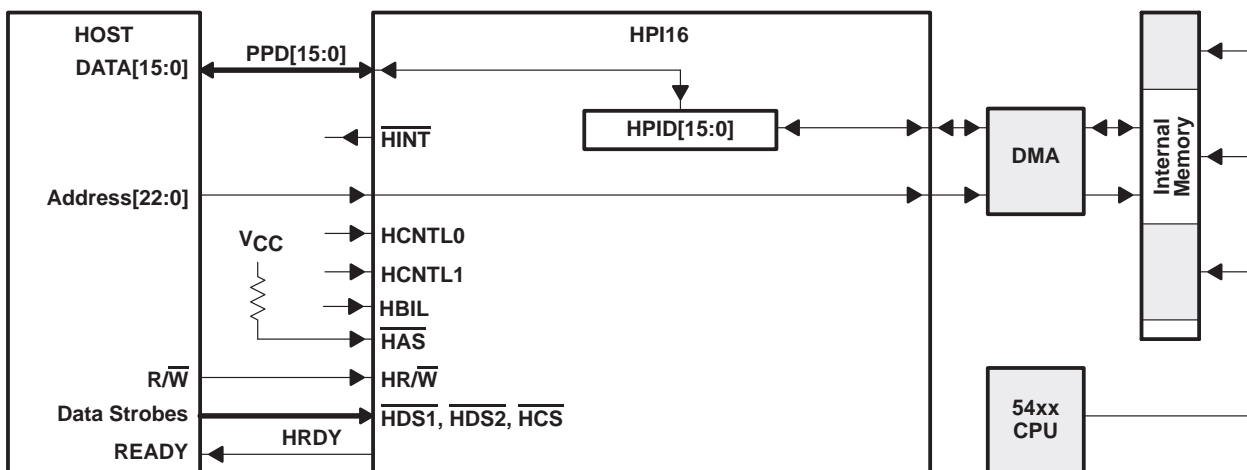 HOST
HPI16
DATA[15:0]
PPD[15:0]
HPID[15:0]
HINT
DMA
Internal
Memory
Address[22:0]
VCC
HCNTL0
HCNTL1
HBIL
HAS
R/W
HR/W
Data Strobes
HDS1, HDS2, HCS
READY
HRDY
54xx
CPU